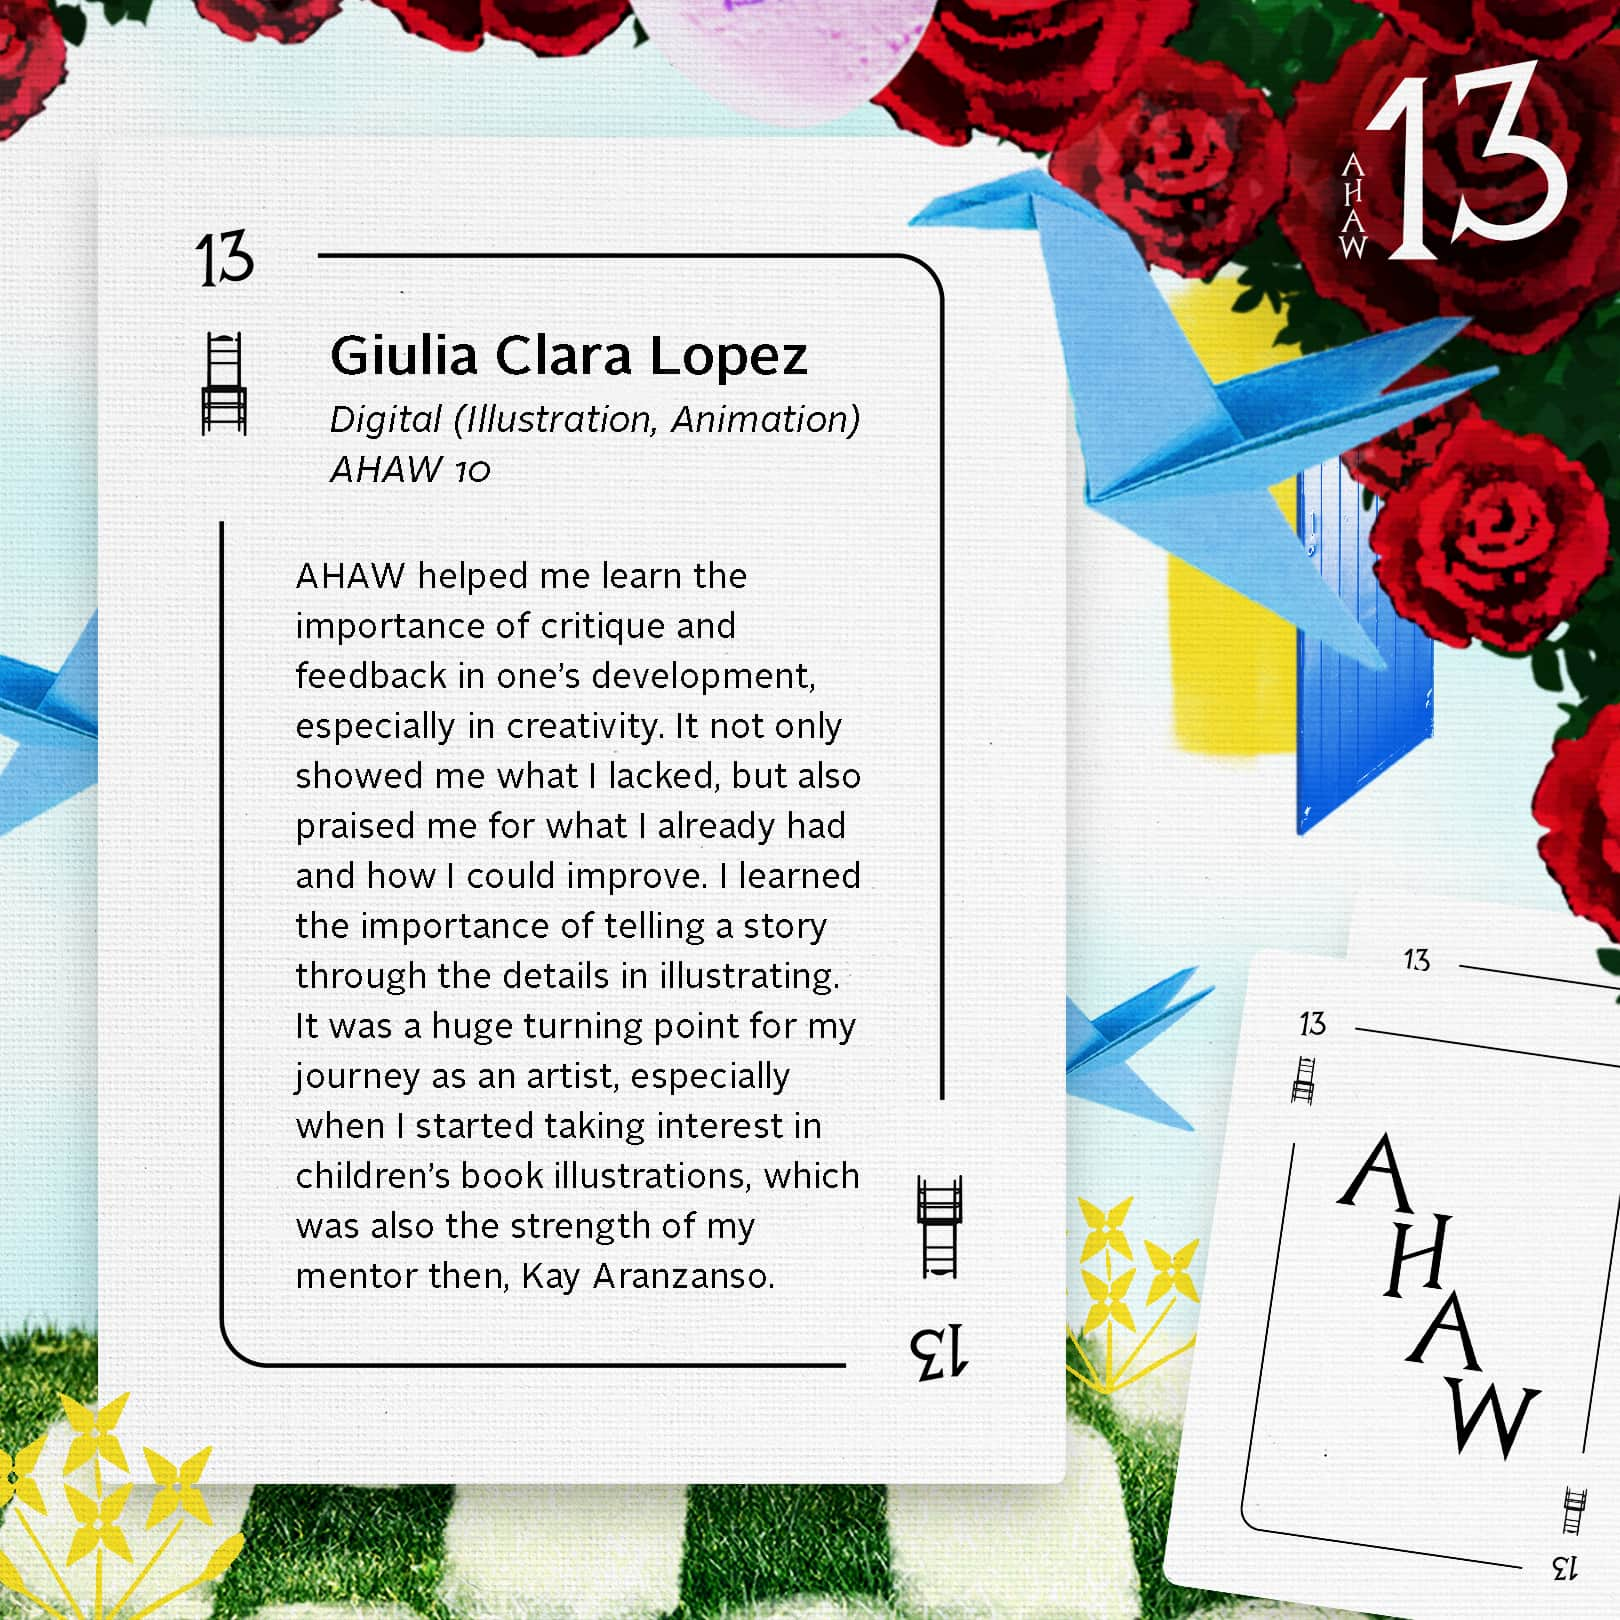 AHAW
13
13
Giulia Clara Lopez
Digital (Illustration, Animation)
AHAW 10
AHAW helped me learn the
importance of critique and
feedback in one’s development,
especially in creativity. It not only
showed me what I lacked, but also
praised me for what I already had
and how I could improve. I learned
the importance of telling a story
through the details in illustrating.
It was a huge turning point for my
journey as an artist, especially
when I started taking interest in
children’s book illustrations, which
was also the strength of my
mentor then, Kay Aranzanso.
13
13
13
AHAW
13